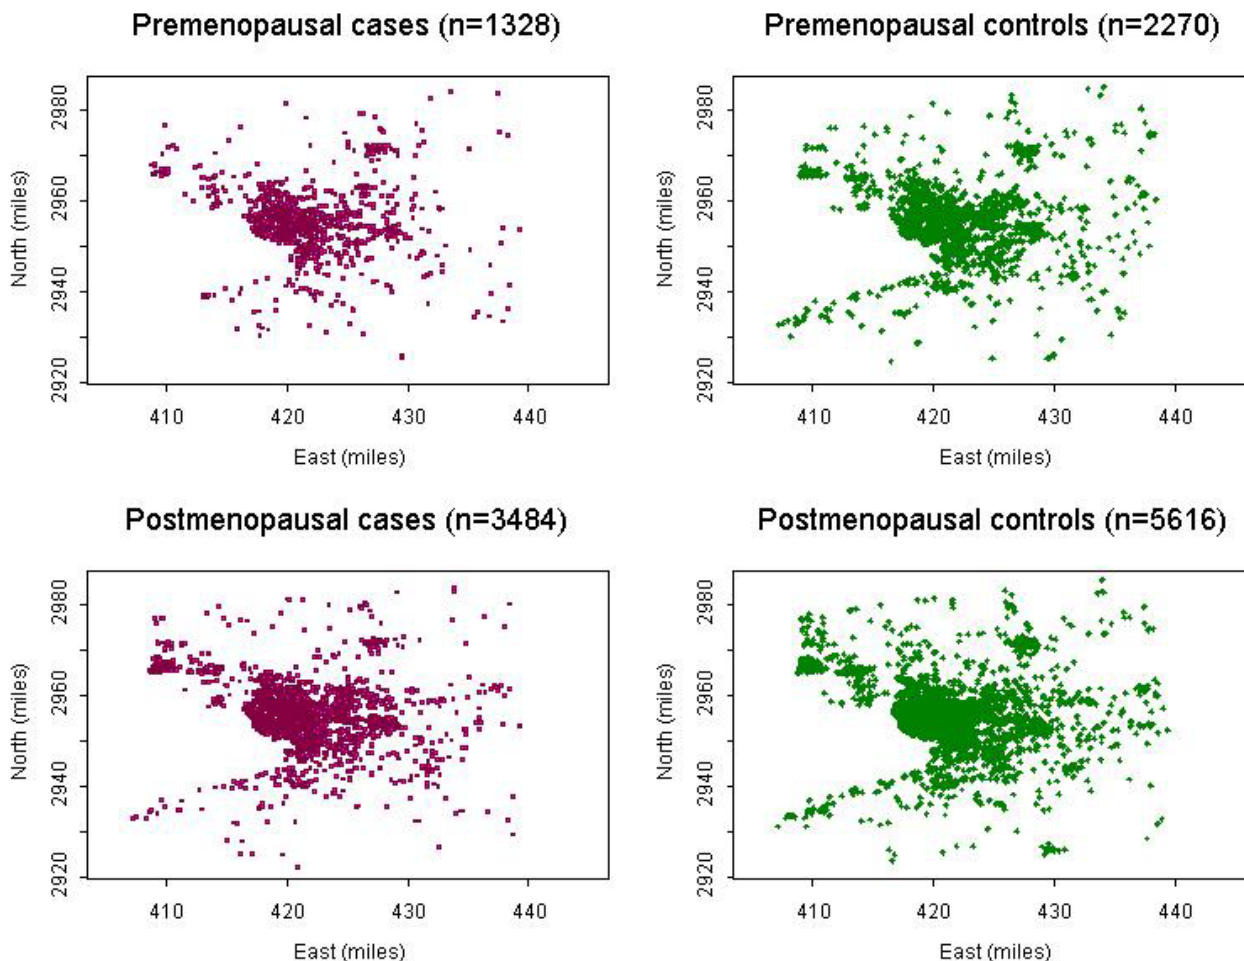 Premenopausal cases (n=1328)
Premenopausal controls (n=2270)
North (miles)
2920 2940 2960 2980
410 420 430 440
East (miles)
North (miles)
2920 2940 2960 2980
410 420 430 440
East (miles)
Postmenopausal cases (n=3484)
Postmenopausal controls (n=5616)
North (miles)
2920 2940 2960 2980
410 420 430 440
East (miles)
North (miles)
2920 2940 2960 2980
410 420 430 440
East (miles)